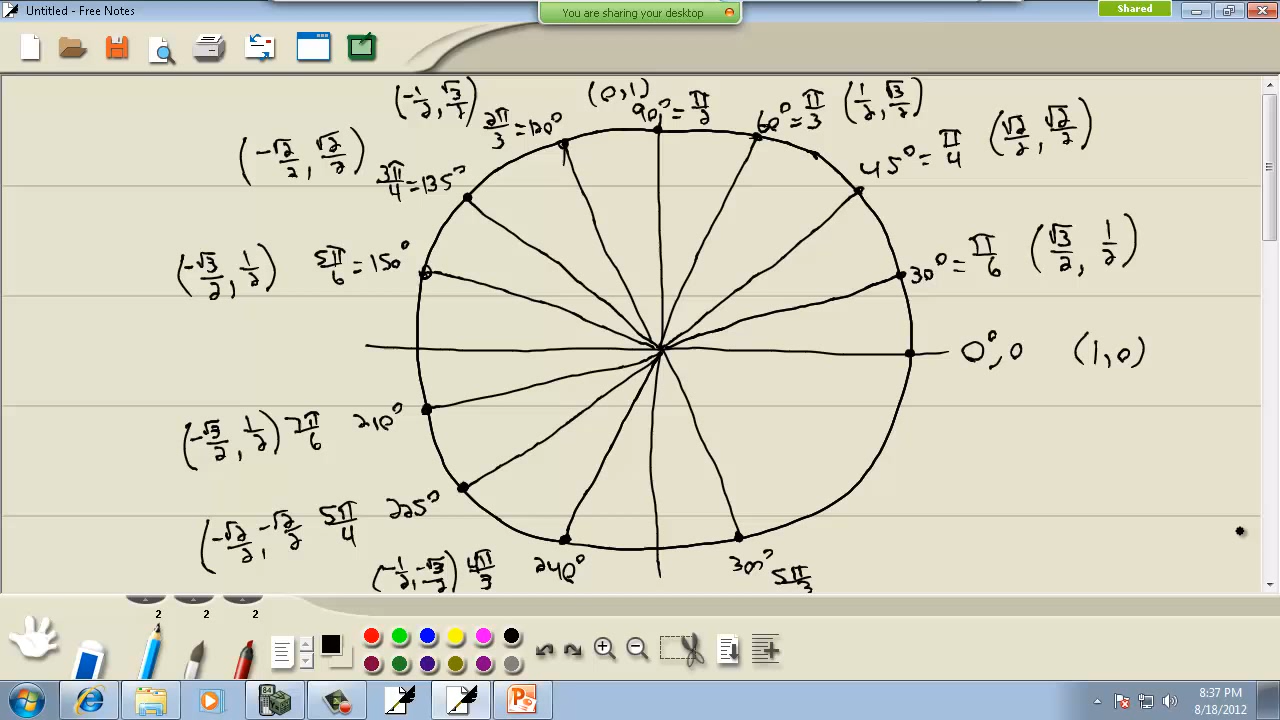 Untitled - Free Notes
You are sharing your desktop
Shared
(-1/2, √3/2)
(0,1)
(1/2, √3/2)
2π/3 = 120°
90° = π/2
60° = π/3
(√2/2, √2/2)
(-√2/2, √2/2)
45° = π/4
3π/4 = 135°
(-√3/2, 1/2)
5π/6 = 150°
30° = π/6 (√3/2, 1/2)
0°, 0 (1,0)
(-√3/2, 1/2) 7π/6 210°
(-√2/2, -√2/2 5π/4 225°
(-1/2, -√3/2) 4π/3 240°
300° 5π/3
2 2 2
84
8:37 PM
8/18/2012